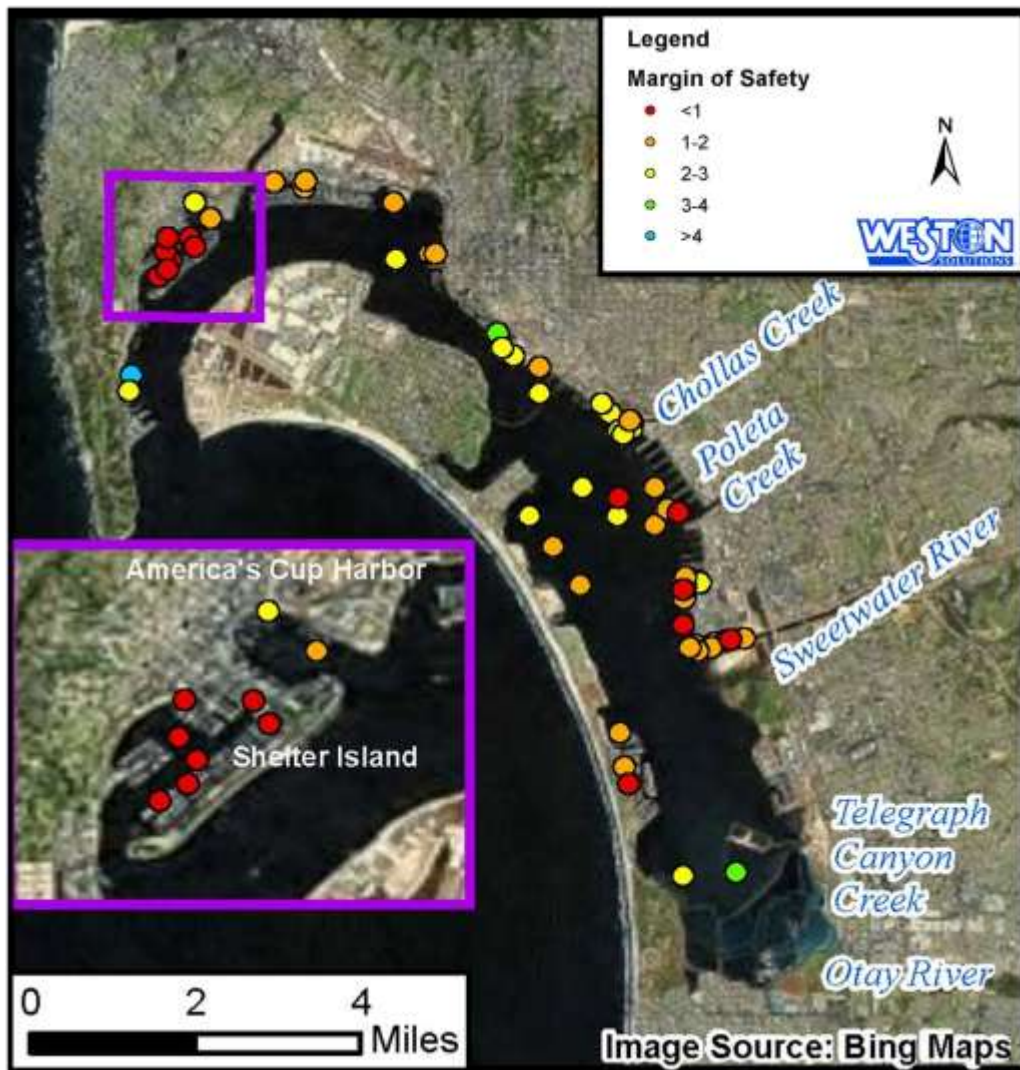 Legend
Margin of Safety
<1
1-2
2-3
3-4
>4
N
WESTON
SOLUTIONS
Chollas Creek
Poleta
Creek
Sweetwater River
America's Cup Harbor
Shelter Island
Telegraph
Canyon
Creek
Otay River
0 2 4
Miles
Image Source: Bing Maps